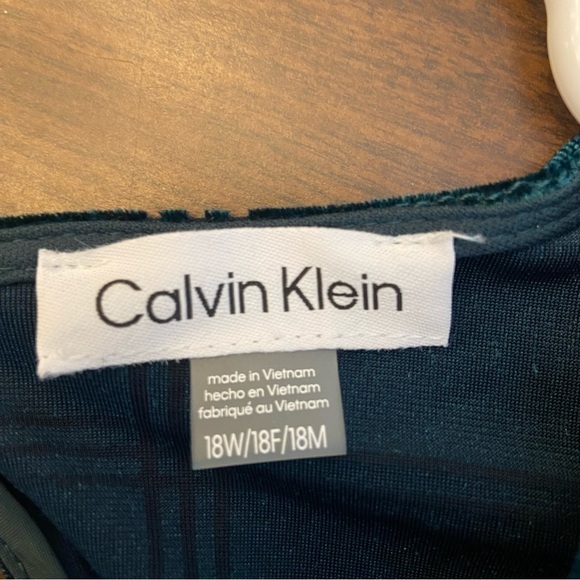 Calvin Klein
made in Vietnam
hecho en Vietnam
fabriqué au Vietnam
18W/18F/18M